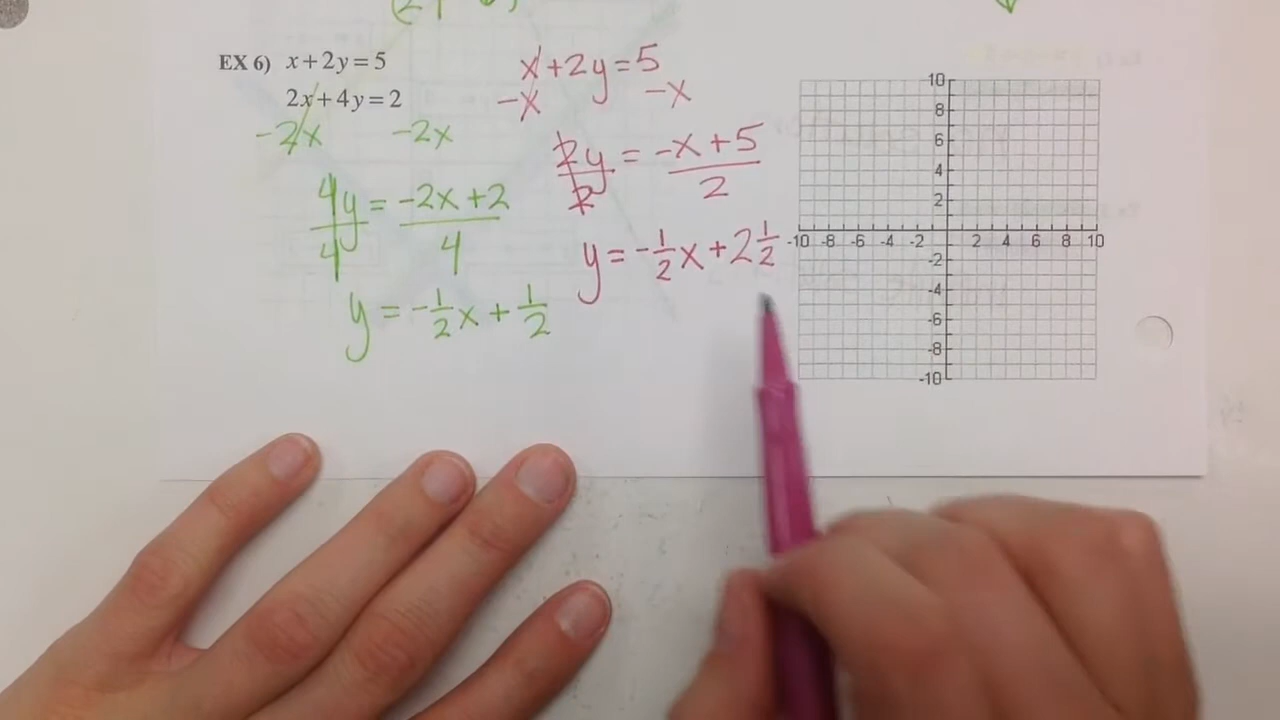 EX 6) x+2y=5
2x+4y=2
-2x -2x
4y = -2x+2
4 4
y = -1/2 x + 1/2
x+2y=5
-x -x
2y = -x+5
2 2
y = -1/2 x + 2 1/2
10
8
6
4
2
-10 -8 -6 -4 -2 2 4 6 8 10
-2
-4
-6
-8
-10